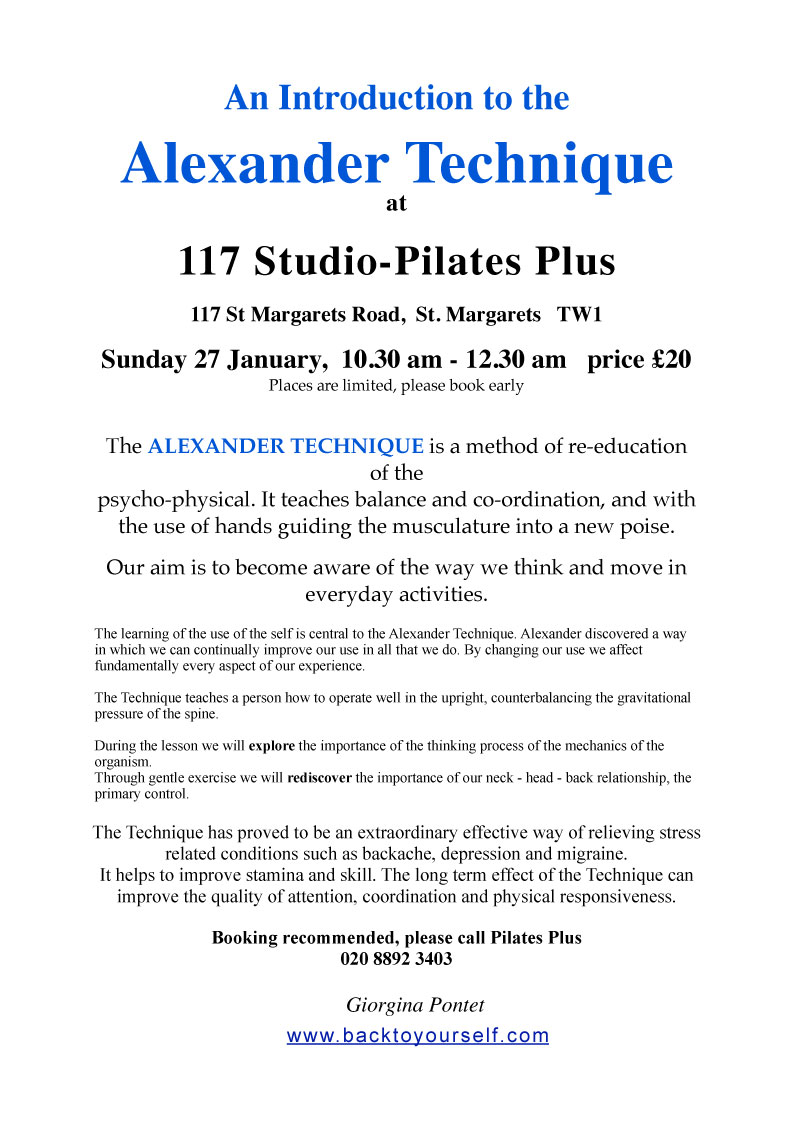 An Introduction to the
Alexander Technique
at
117 Studio-Pilates Plus
117 St Margarets Road, St. Margarets TW1
Sunday 27 January, 10.30 am - 12.30 am price £20
Places are limited, please book early
The ALEXANDER TECHNIQUE is a method of re-education
of the
psycho-physical. It teaches balance and co-ordination, and with
the use of hands guiding the musculature into a new poise.
Our aim is to become aware of the way we think and move in
everyday activities.
The learning of the use of the self is central to the Alexander Technique. Alexander discovered a way
in which we can continually improve our use in all that we do. By changing our use we affect
fundamentally every aspect of our experience.
The Technique teaches a person how to operate well in the upright, counterbalancing the gravitational
pressure of the spine.
During the lesson we will explore the importance of the thinking process of the mechanics of the
organism.
Through gentle exercise we will rediscover the importance of our neck - head - back relationship, the
primary control.
The Technique has proved to be an extraordinary effective way of relieving stress
related conditions such as backache, depression and migraine.
It helps to improve stamina and skill. The long term effect of the Technique can
improve the quality of attention, coordination and physical responsiveness.
Booking recommended, please call Pilates Plus
020 8892 3403
Giorgina Pontet
www.backtoyourself.com